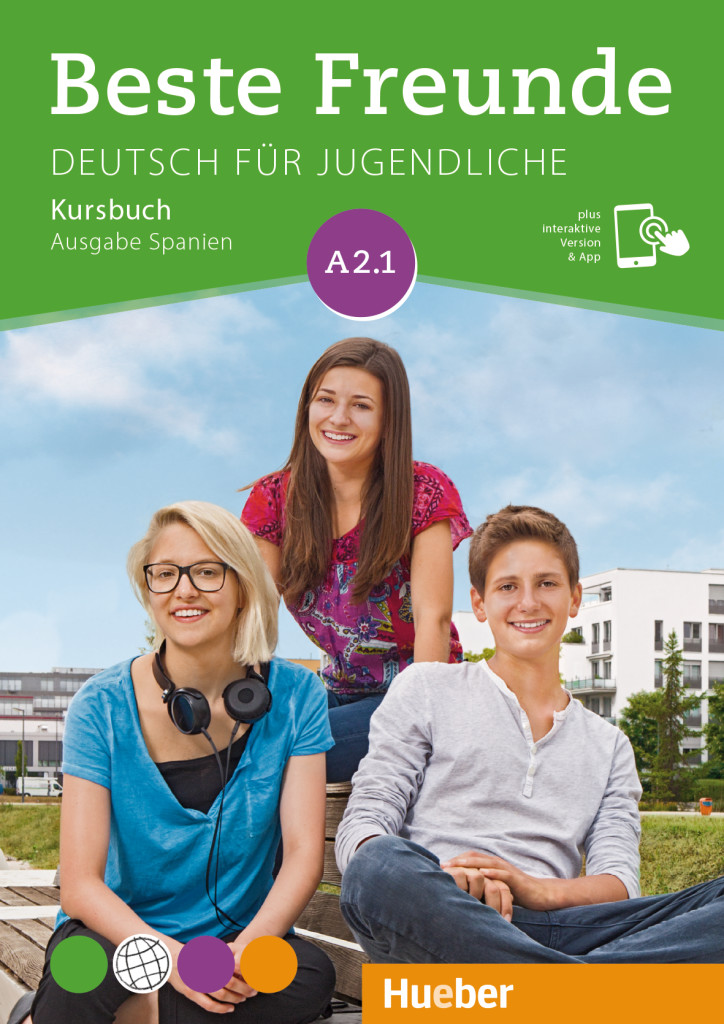 Beste Freunde
DEUTSCH FÜR JUGENDLICHE
Kursbuch
Ausgabe Spanien
A2.1
plus
interaktive
Version
& App
Hueber